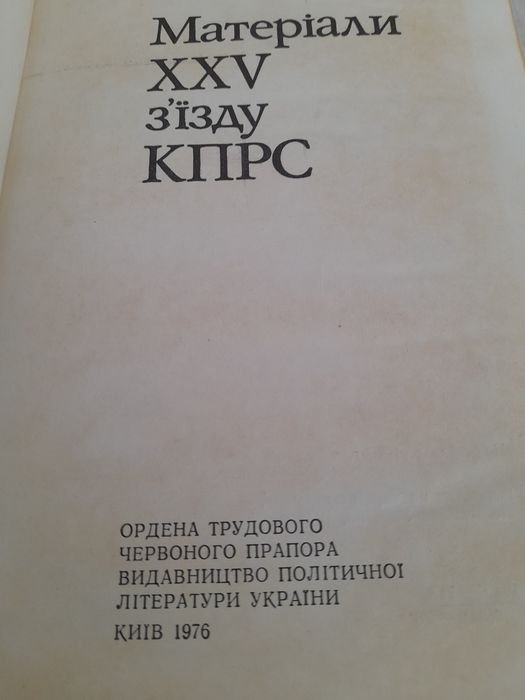 Матеріали
XXV
з'їзду
КПРС
ОРДЕНА ТРУДОВОГО
ЧЕРВОНОГО ПРАПОРА
ВИДАВНИЦТВО ПОЛІТИЧНОЇ
ЛІТЕРАТУРИ УКРАЇНИ
КИЇВ 1976